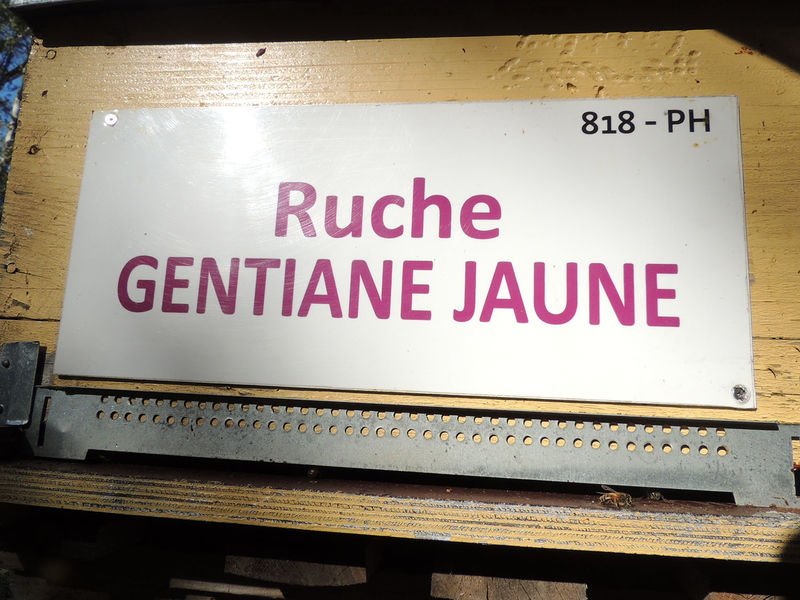 818 - PH
Ruche
GENTIANE JAUNE